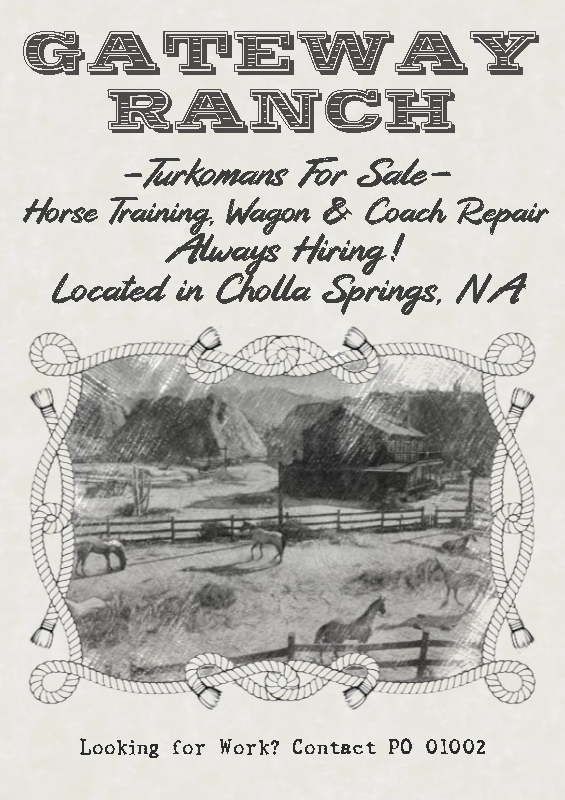 GATEWAY
RANCH
-Turkomans For Sale-
Horse Training, Wagon & Coach Repair
Always Hiring!
Located in Cholla Springs, NA
Looking for Work? Contact PO 01002